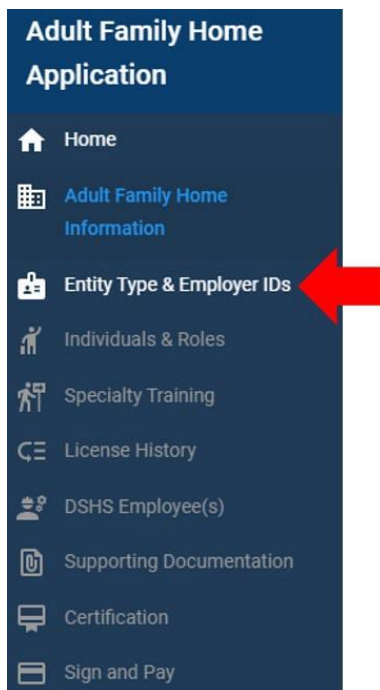 Adult Family Home
Application
Home
Adult Family Home
Information
Entity Type & Employer IDs
Individuals & Roles
Specialty Training
License History
DSHS Employee(s)
Supporting Documentation
Certification
Sign and Pay